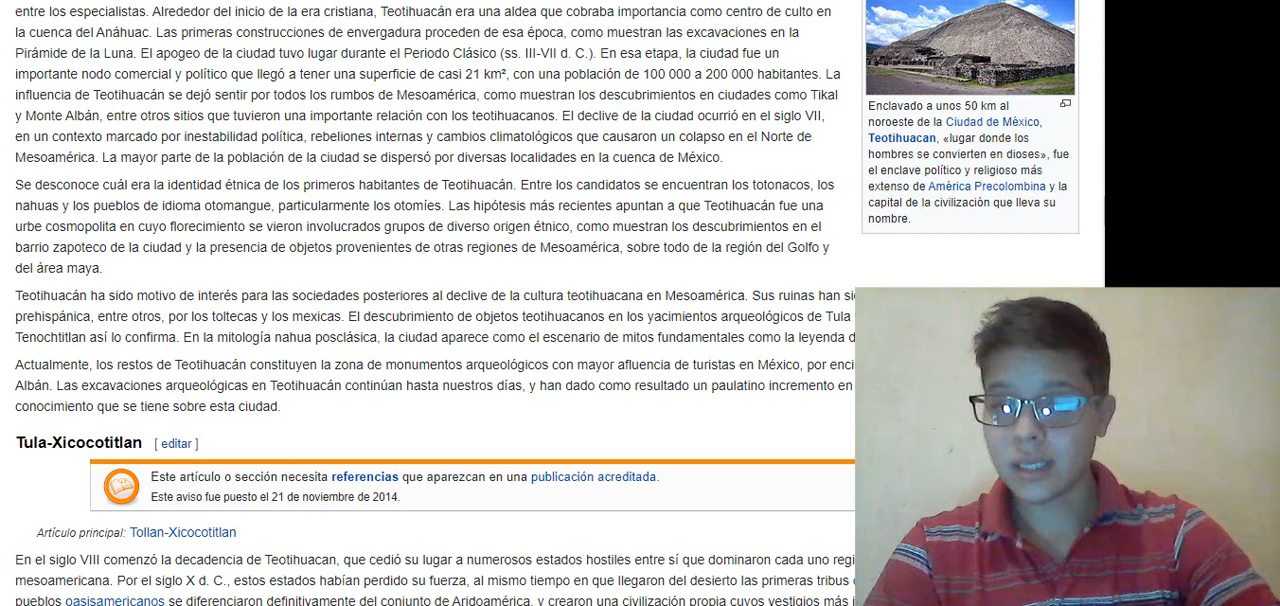 entre los especialistas. Alrededor del inicio de la era cristiana, Teotihuacán era una aldea que cobraba importancia como centro de culto en
la cuenca del Anáhuac. Las primeras construcciones de envergadura proceden de esa época, como muestran las excavaciones en la
Pirámide de la Luna. El apogeo de la ciudad tuvo lugar durante el Periodo Clásico (ss. III-VII d. C.). En esa etapa, la ciudad fue un
importante nodo comercial y político que llegó a tener una superficie de casi 21 km², con una población de 100 000 a 200 000 habitantes. La
influencia de Teotihuacán se dejó sentir por todos los rumbos de Mesoamérica, como muestran los descubrimientos en ciudades como Tikal
y Monte Albán, entre otros sitios que tuvieron una importante relación con los teotihuacanos. El declive de la ciudad ocurrió en el siglo VII,
en un contexto marcado por inestabilidad política, rebeliones internas y cambios climatológicos que causaron un colapso en el Norte de
Mesoamérica. La mayor parte de la población de la ciudad se dispersó por diversas localidades en la cuenca de México.
Se desconoce cuál era la identidad étnica de los primeros habitantes de Teotihuacán. Entre los candidatos se encuentran los totonacos, los
nahuas y los pueblos de idioma otomangue, particularmente los otomíes. Las hipótesis más recientes apuntan a que Teotihuacán fue una
urbe cosmopolita en cuyo florecimiento se vieron involucrados grupos de diverso origen étnico, como muestran los descubrimientos en el
barrio zapoteco de la ciudad y la presencia de objetos provenientes de otras regiones de Mesoamérica, sobre todo de la región del Golfo y
del área maya.
Teotihuacán ha sido motivo de interés para las sociedades posteriores al declive de la cultura teotihuacana en Mesoamérica. Sus ruinas han
prehispánica, entre otros, por los toltecas y los mexicas. El descubrimiento de objetos teotihuacanos en los yacimientos arqueológicos de Tula
Tenochtitlan así lo confirma. En la mitología nahua posclásica, la ciudad aparece como el escenario de mitos fundamentales como la leyenda
Actualmente, los restos de Teotihuacán constituyen la zona de monumentos arqueológicos con mayor afluencia de turistas en México, por
Albán. Las excavaciones arqueológicas en Teotihuacán continúan hasta nuestros días, y han dado como resultado un paulatino incremento en
conocimiento que se tiene sobre esta ciudad.
Enclavado a unos 50 km al
noroeste de la Ciudad de México,
Teotihuacan, «lugar donde los
hombres se convierten en dioses», fue
el enclave político y religioso más
extenso de América Precolombina y la
capital de la civilización que lleva su
nombre.
Tula-Xicocotitlan [ editar ]
Este artículo o sección necesita referencias que aparezcan en una publicación acreditada.
Este aviso fue puesto el 21 de noviembre de 2014.
Artículo principal: Tollan-Xicocotitlan
En el siglo VIII comenzó la decadencia de Teotihuacan, que cedió su lugar a numerosos estados hostiles entre sí que dominaron cada uno
mesoamericana. Por el siglo X d. C., estos estados habían perdido su fuerza, al mismo tiempo en que llegaron del desierto las primeras tribus
pueblos oasisamericanos se diferenciaron definitivamente del conjunto de Aridoamérica, y crearon una civilización propia cuyos vestigios más